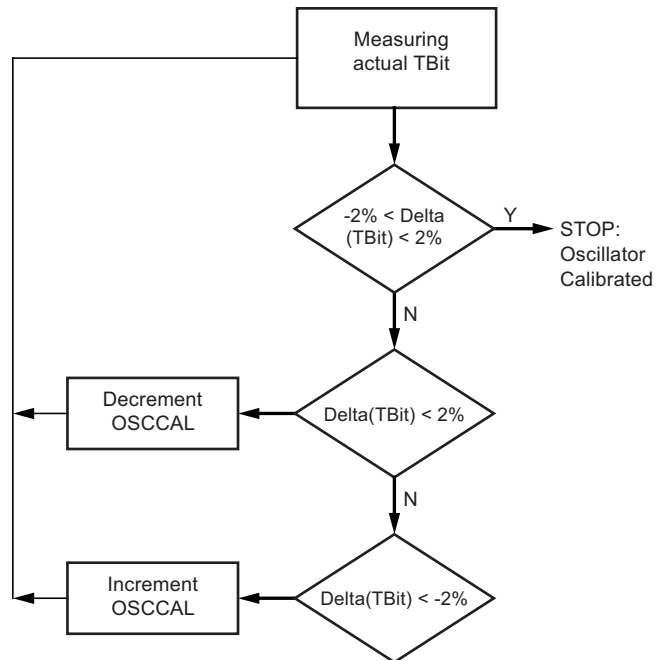 Measuring
actual TBit
-2% < Delta
(TBit) < 2%
Y
STOP:
Oscillator
Calibrated
N
Decrement
OSCCAL
Delta(TBit) < 2%
N
Increment
OSCCAL
Delta(TBit) < -2%